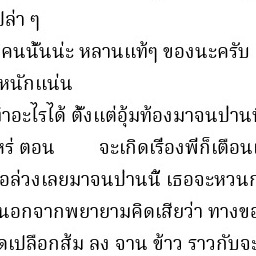 ปล่า ๆ
คนนั้นน่ะ หลานแท้ๆ ของนะครับ
หนักแน่น
ทำอะไรได้ ตั้งแต่อุ้มท้องมาจนปานนี้
หร่ ตอน จะเกิดเรื่องพี่ก็เตือน
ล่วงเลยมาจนปานนี้ เธอจะหวน
นอกจากพยายามคิดเสียว่า ทาง
เปลือกส้ม ลง จาน ข้าว ราวกับจะ